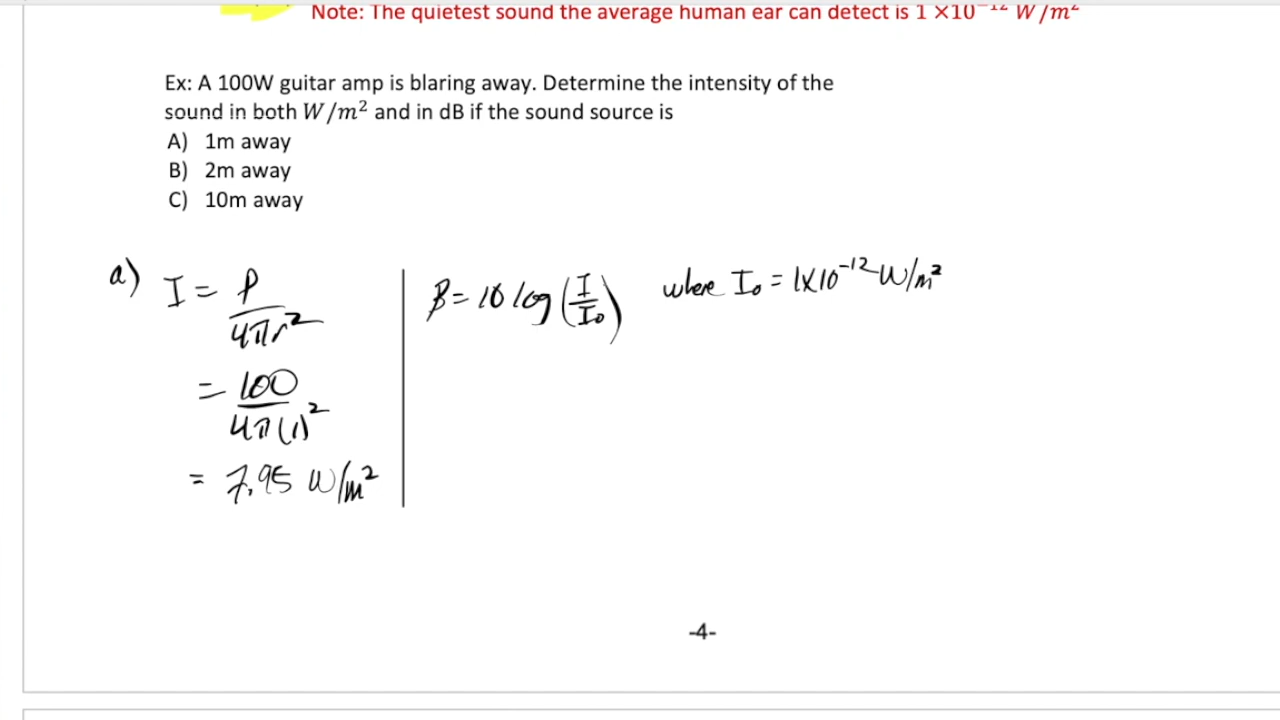 Note: The quietest sound the average human ear can detect is 1 ×10⁻¹² W/m²
Ex: A 100W guitar amp is blaring away. Determine the intensity of the
sound in both W/m² and in dB if the sound source is
A) 1m away
B) 2m away
C) 10m away
a) I = P / 4πr²
= 100 / 4π(1)²
= 7.95 W/m²
β = 10 log (I/I₀) where I₀ = 1×10⁻¹² W/m²
-4-